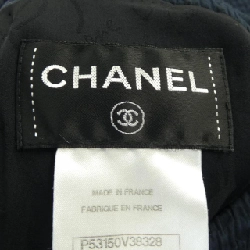 CHANEL
MADE IN FRANCE
FABRIQUE EN FRANCE
P53150V38328